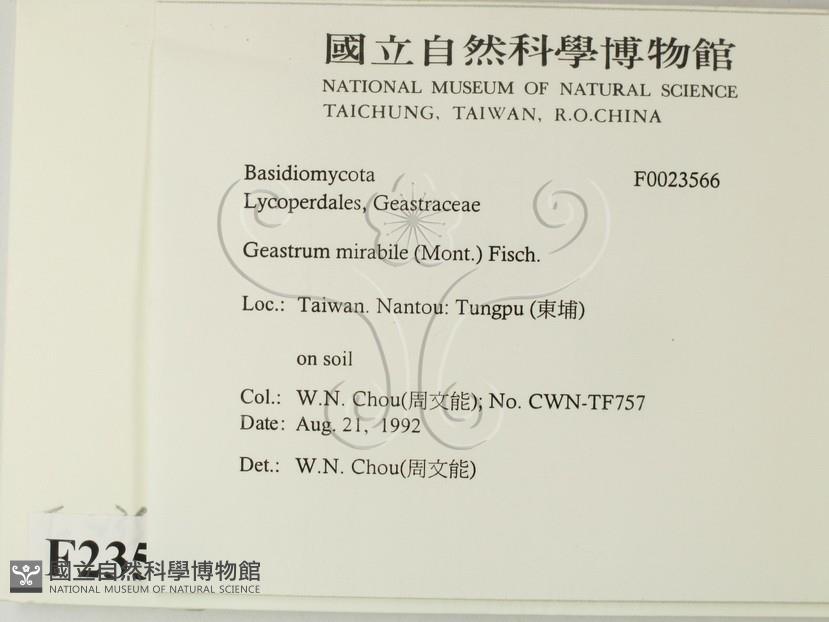 國立自然科學博物館
NATIONAL MUSEUM OF NATURAL SCIENCE
TAICHUNG, TAIWAN, R.O.CHINA
Basidiomycota F0023566
Lycoperdales, Geastraceae
Geastrum mirabile (Mont.) Fisch.
Loc.: Taiwan. Nantou: Tungpu (東埔)
on soil
Col.: W.N. Chou(周文能); No. CWN-TF757
Date: Aug. 21, 1992
Det.: W.N. Chou(周文能)
F235
國立自然科學博物館
NATIONAL MUSEUM OF NATURAL SCIENCE